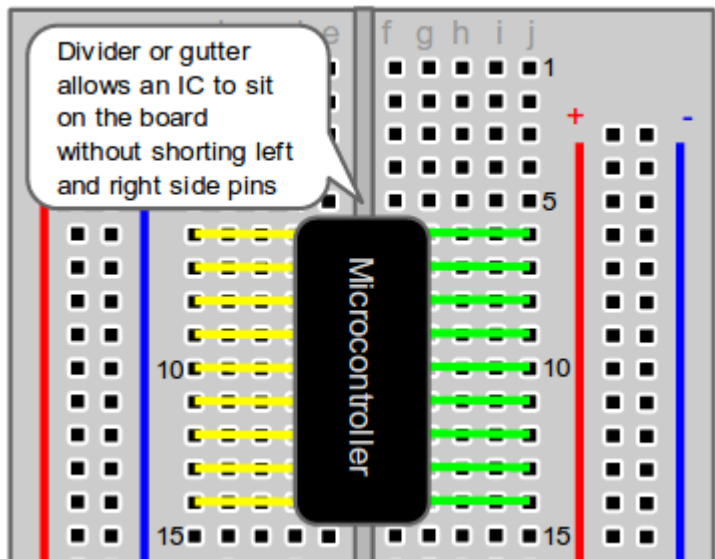 Divider or gutter
allows an IC to sit
on the board
without shorting left
and right side pins
e f g h i j
1
+ -
5
Microcontroller
10 10
15 15